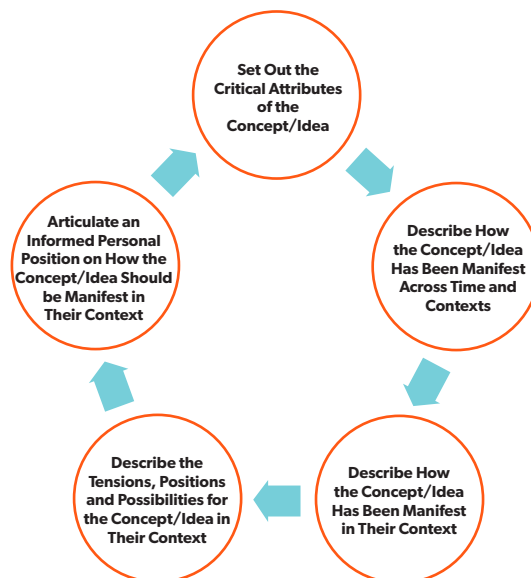 Set Out the
Critical Attributes
of the
Concept/Idea
Describe How
the Concept/Idea
Has Been Manifest
Across Time and
Contexts
Describe How
the Concept/Idea
Has Been Manifest
in Their Context
Describe the
Tensions, Positions
and Possibilities for
the Concept/Idea in
Their Context
Articulate an
Informed Personal
Position on How the
Concept/Idea Should
be Manifest in
Their Context